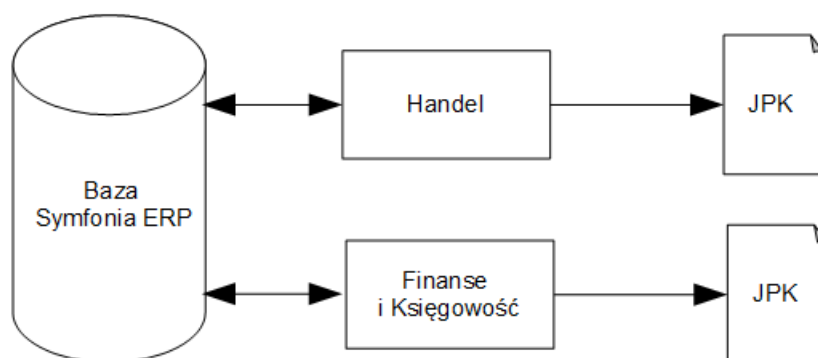 Handel
JPK
Baza
Symfonia ERP
Finanse
i Księgowość
JPK